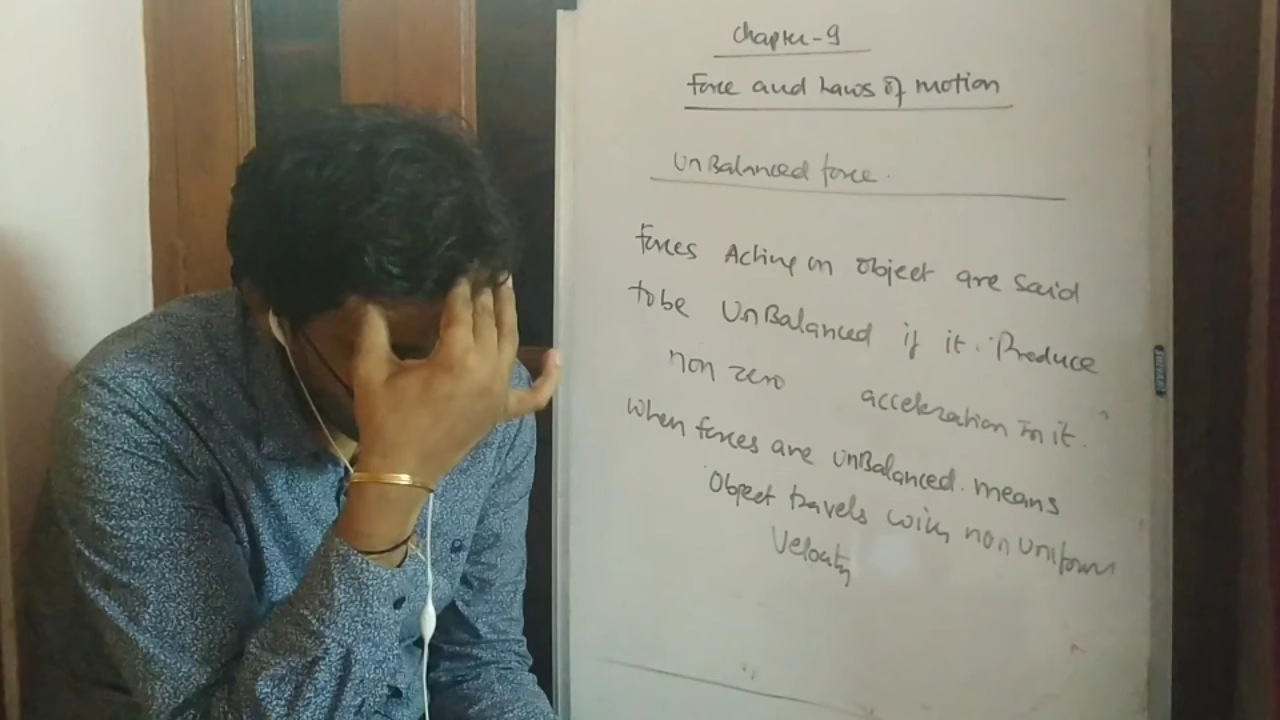 Chapter-9
Force and Laws of motion
UnBalanced force.
forces Acting on Object are said
to be UnBalanced if it. Produce
non zero acceleration in it.
when forces are UnBalanced. means
Object travels with non uniform
Velocity